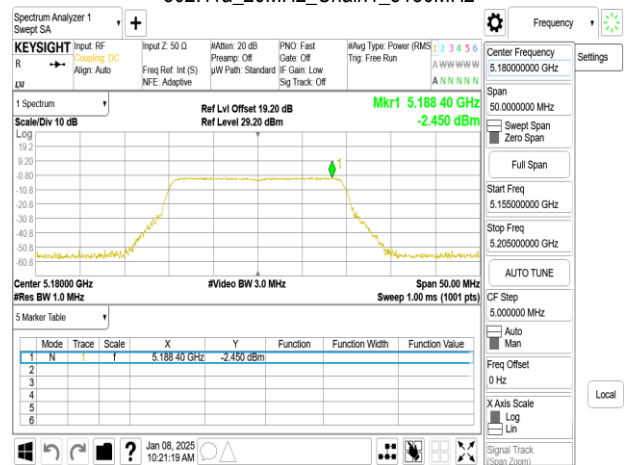 Spectrum Analyzer 1
Swept SA
+
Frequency
KEYSIGHT
R
LXI
Input: RF
Coupling: DC
Align: Auto
Input Z: 50 Ω
Freq Ref: Int (S)
NFE: Adaptive
#Atten: 20 dB
Preamp: Off
µW Path: Standard
PNO: Fast
Gate: Off
IF Gain: Low
Sig Track: Off
#Avg Type: Power (RMS
Trig: Free Run
1 2 3 4 5 6
A W W W W W
A N N N N N
1 Spectrum
Scale/Div 10 dB
Ref Lvl Offset 19.20 dB
Ref Level 29.20 dBm
Mkr1 5.188 40 GHz
-2.450 dBm
Log
19.2
9.20
-0.80
-10.8
-20.8
-30.8
-40.8
-50.8
-60.8
1
Center 5.18000 GHz
#Res BW 1.0 MHz
#Video BW 3.0 MHz
Span 50.00 MHz
Sweep 1.00 ms (1001 pts)
5 Marker Table
Mode Trace Scale X Y Function Function Width Function Value
1 N 1 f 5.188 40 GHz -2.450 dBm
2
3
4
5
6
Jan 08, 2025
10:21:19 AM
?
Center Frequency
5.180000000 GHz
Span
50.0000000 MHz
Swept Span
Zero Span
Full Span
Start Freq
5.155000000 GHz
Stop Freq
5.205000000 GHz
AUTO TUNE
CF Step
5.000000 MHz
Auto
Man
Freq Offset
0 Hz
X Axis Scale
Log
Lin
Signal Track
(Span Zoom)
Settings
Local